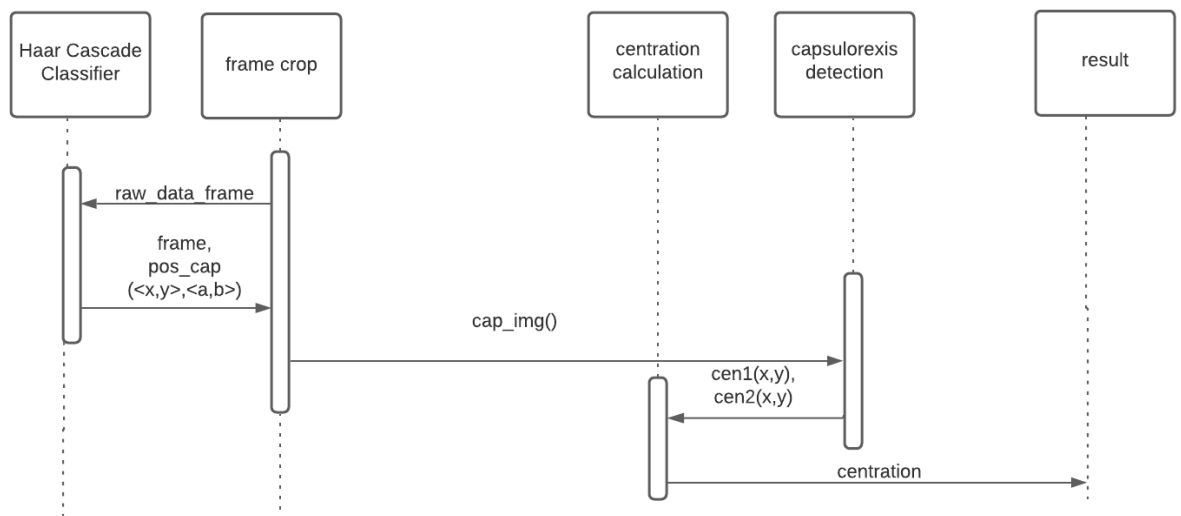 Haar Cascade
Classifier
frame crop
centration
calculation
capsulorexis
detection
result
raw_data_frame
frame,
pos_cap
(<x,y>,<a,b>)
cap_img()
cen1(x,y),
cen2(x,y)
centration